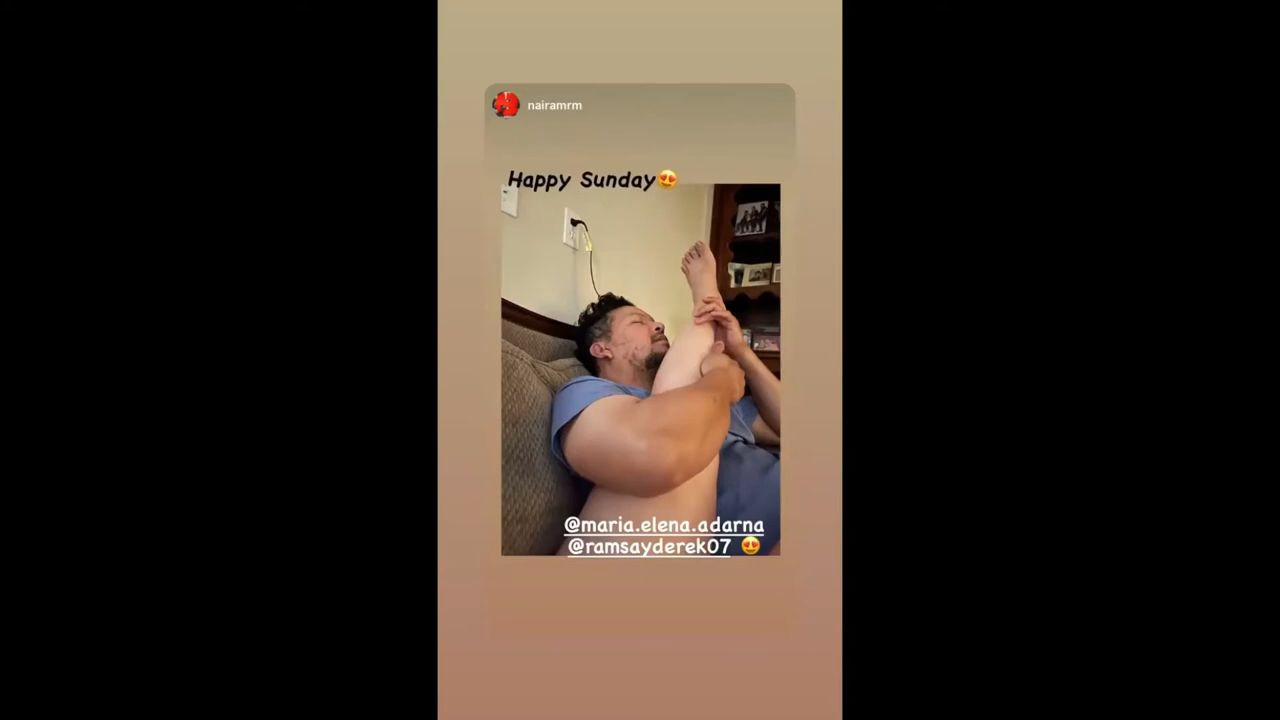 nairamrm
Happy Sunday😍
@maria.elena.adarna
@ramsayderek07 😍